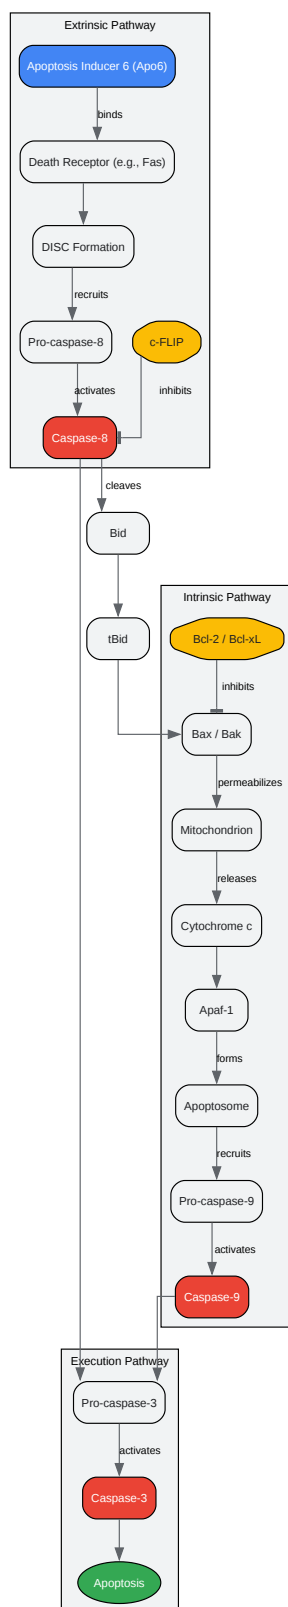 Extrinsic Pathway
Apoptosis Inducer 6 (Apo6)
binds
Death Receptor (e.g., Fas)
DISC Formation
recruits
Pro-caspase-8
c-FLIP
activates
inhibits
Caspase-8
cleaves
Bid
Intrinsic Pathway
tBid
Bcl-2 / Bcl-xL
inhibits
Bax / Bak
permeabilizes
Mitochondrion
releases
Cytochrome c
Apaf-1
forms
Apoptosome
recruits
Pro-caspase-9
activates
Caspase-9
Execution Pathway
Pro-caspase-3
activates
Caspase-3
Apoptosis